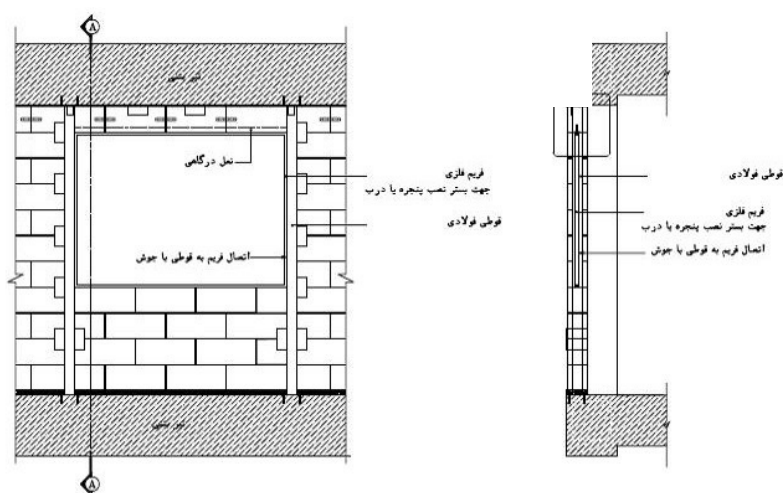 A
تیر بتنی
نعل درگاهی
فریم فلزی
جهت بستر نصب پنجره یا درب
قوطی فولادی
اتصال فریم به قوطی با جوش
تیر بتنی
A
قوطی فولادی
فریم فلزی
جهت بستر نصب پنجره یا درب
اتصال فریم به قوطی با جوش